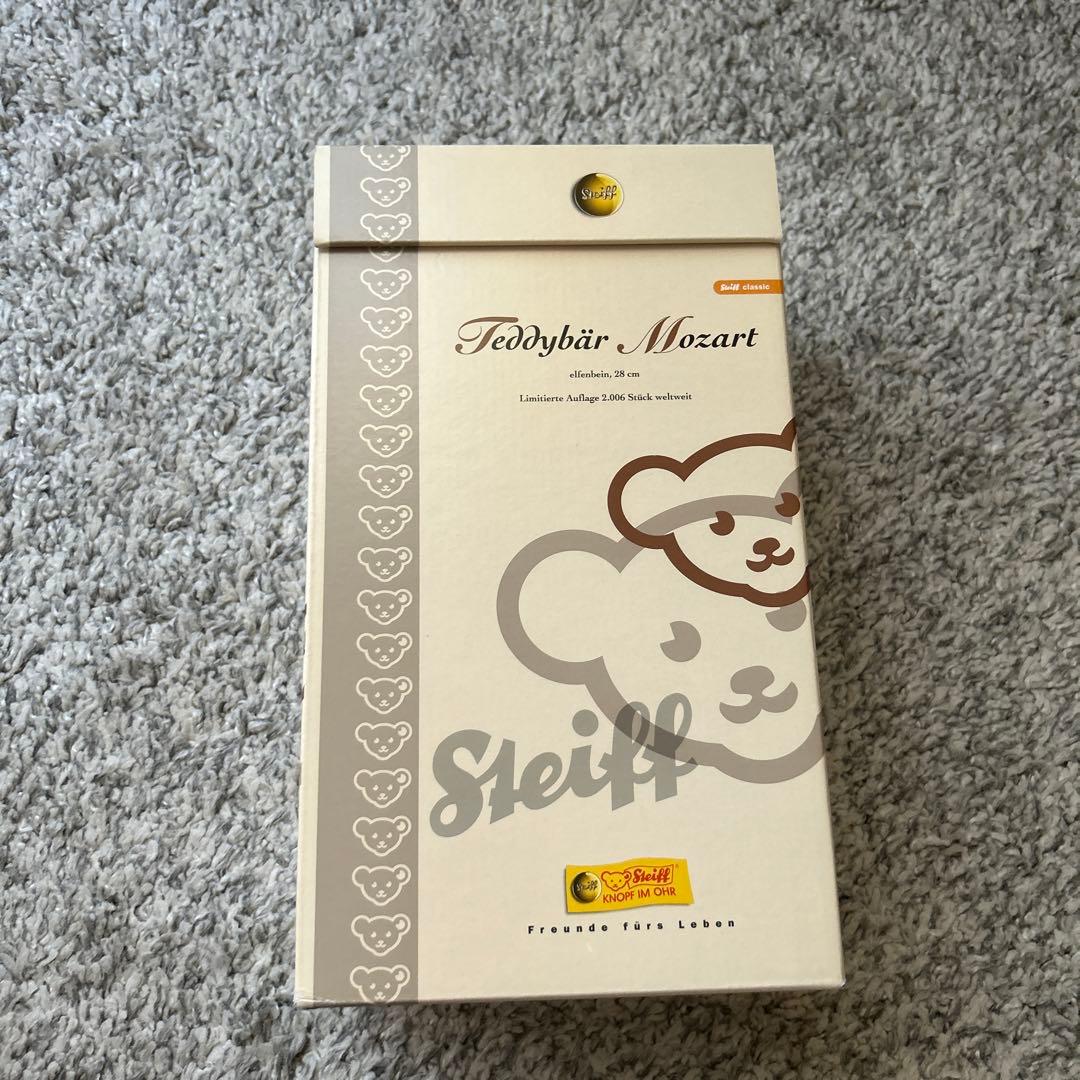 Steiff
Steiff classic
Teddybär Mozart
elfenbein, 28 cm
Limitierte Auflage 2.006 Stück weltweit
Steiff
Steiff Steiff®
KNOPF IM OHR
Freunde fürs Leben